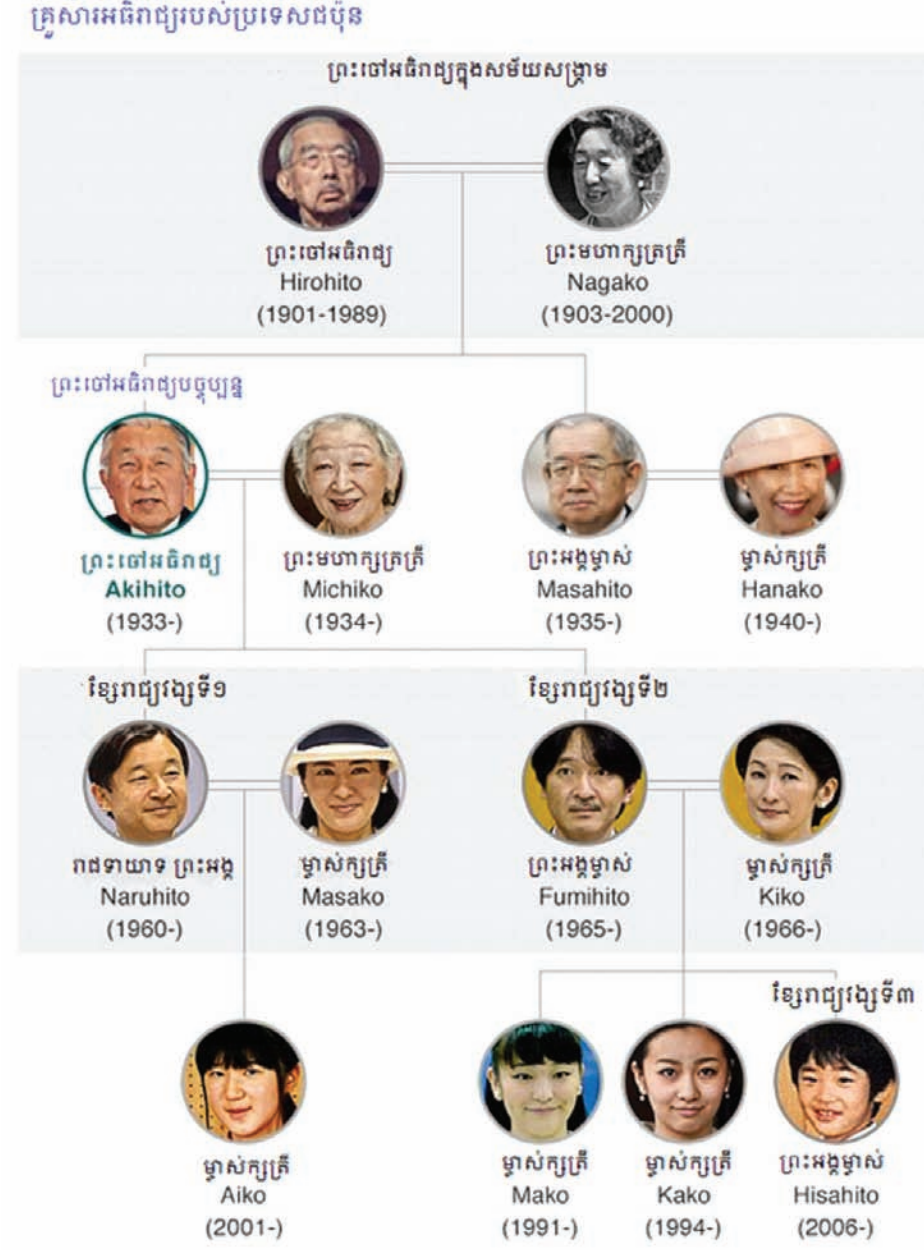 គ្រួសារអធិរាជ្យរបស់ប្រទេសជប៉ុន
ព្រះចៅអធិរាជ្យក្នុងសម័យសង្គ្រាម
ព្រះចៅអធិរាជ្យ
Hirohito
(1901-1989)
ព្រះមហាក្សត្រត្រី
Nagako
(1903-2000)
ព្រះចៅអធិរាជ្យបច្ចុប្បន្ន
ព្រះចៅអធិរាជ្យ
Akihito
(1933-)
ព្រះមហាក្សត្រត្រី
Michiko
(1934-)
ព្រះអង្គម្ចាស់
Masahito
(1935-)
ម្ចាស់ក្សត្រី
Hanako
(1940-)
ខ្សែរាជ្យវង្សទី១
ខ្សែរាជ្យវង្សទី២
រាជទាយាទ ព្រះអង្គ
Naruhito
(1960-)
ម្ចាស់ក្សត្រី
Masako
(1963-)
ព្រះអង្គម្ចាស់
Fumihito
(1965-)
ម្ចាស់ក្សត្រី
Kiko
(1966-)
ខ្សែរាជ្យវង្សទី៣
ម្ចាស់ក្សត្រី
Aiko
(2001-)
ម្ចាស់ក្សត្រី
Mako
(1991-)
ម្ចាស់ក្សត្រី
Kako
(1994-)
ព្រះអង្គម្ចាស់
Hisahito
(2006-)